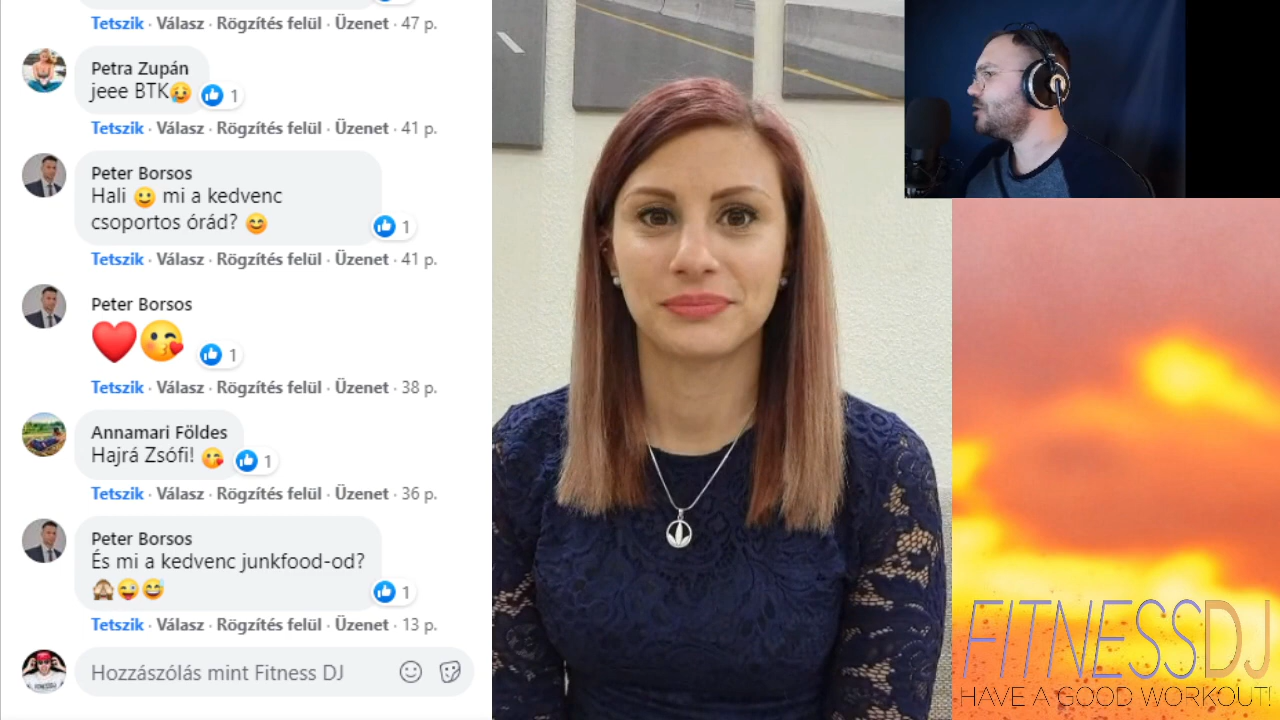 Tetszik · Válasz · Rögzítés felül · Üzenet · 47 p.
Petra Zupán
jeee BTK🥲 1
Tetszik · Válasz · Rögzítés felül · Üzenet · 41 p.
Peter Borsos
Hali 🙂 mi a kedvenc
csoportos órád? 😊 1
Tetszik · Válasz · Rögzítés felül · Üzenet · 41 p.
Peter Borsos
❤️😘 1
Tetszik · Válasz · Rögzítés felül · Üzenet · 38 p.
Annamari Földes
Hajrá Zsófi! 😘 1
Tetszik · Válasz · Rögzítés felül · Üzenet · 36 p.
Peter Borsos
És mi a kedvenc junkfood-od?
🙈😜😅 1
Tetszik · Válasz · Rögzítés felül · Üzenet · 13 p.
Hozzászólás mint Fitness DJ
FITNESSDJ
HAVE A GOOD WORKOUT!